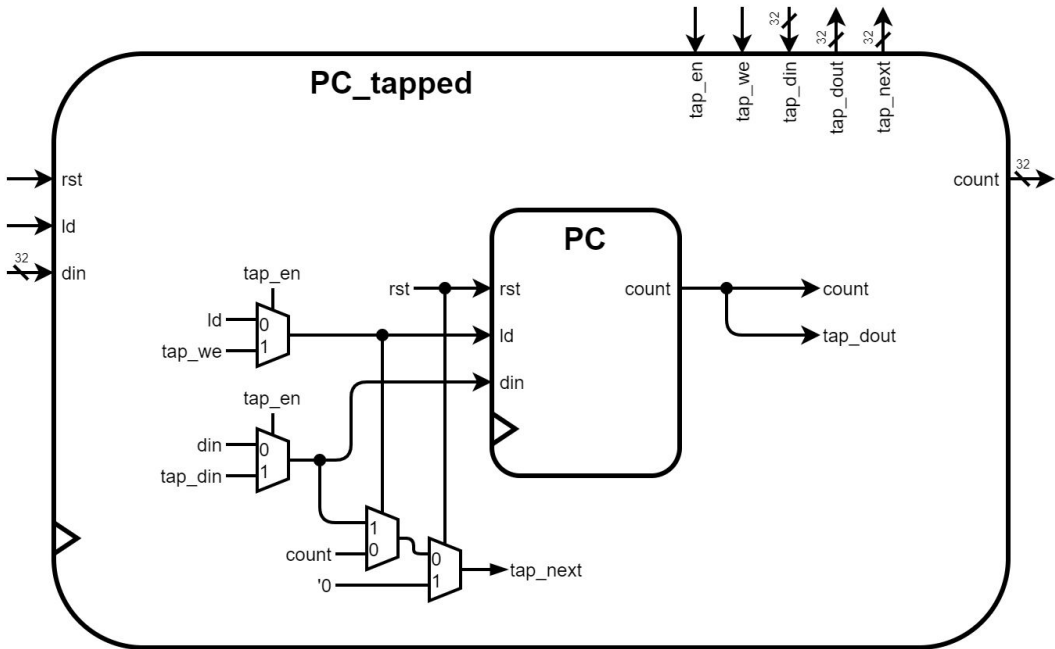 PC_tapped
tap_en
tap_we
32
tap_din
32
tap_dout
32
tap_next
rst
ld
32
din
count
32
PC
rst
ld
din
count
rst
count
tap_dout
tap_en
ld
0
tap_we
1
tap_en
din
0
tap_din
1
1
count
0
0
'0
1
tap_next